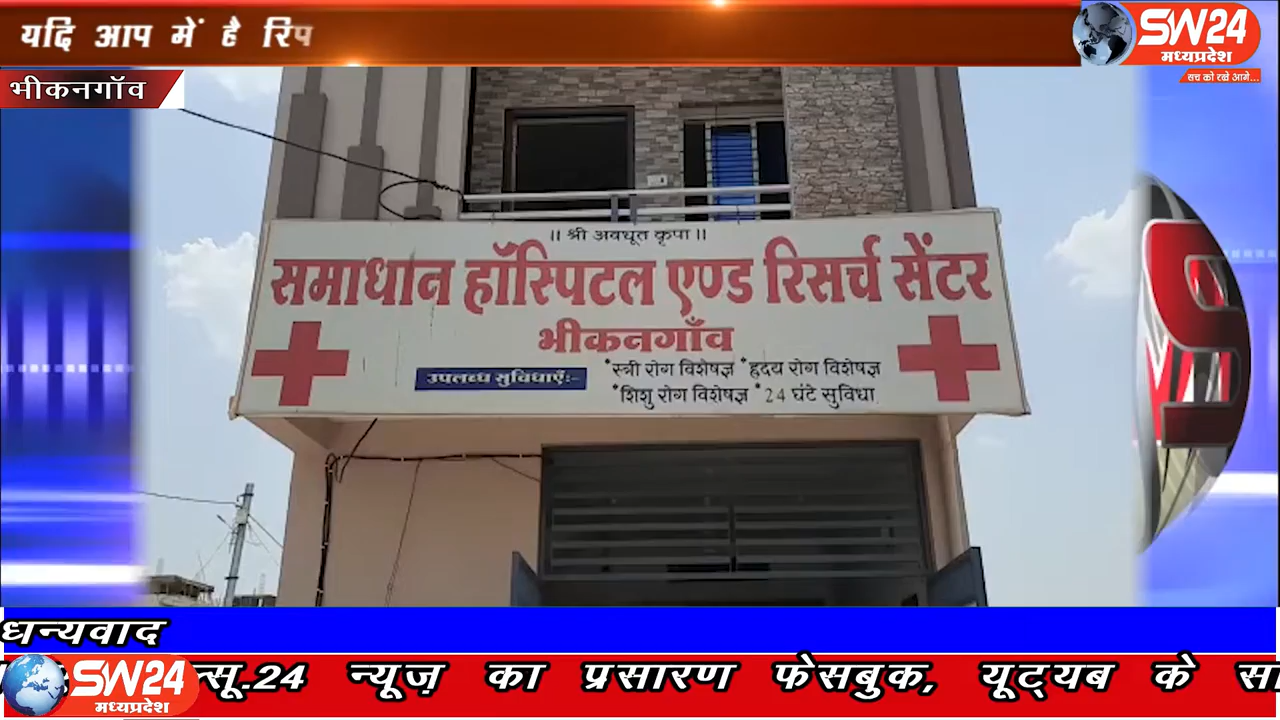 यदि आप में है रिप
SW24
मध्यप्रदेश
सच को रखे आगे...
भीकनगॉव
॥ श्री अवधूत कृपा ॥
समाधान हॉस्पिटल एण्ड रिसर्च सेंटर
भीकनगाँव
उपलब्ध सुविधाएँ:-
*स्त्री रोग विशेषज्ञ *हृदय रोग विशेषज्ञ
*शिशु रोग विशेषज्ञ *24 घंटे सुविधा
S
धन्यवाद
SW24
मध्यप्रदेश
त्सू.24 न्यूज़ का प्रसारण फेसबुक, यूट्यब के सा